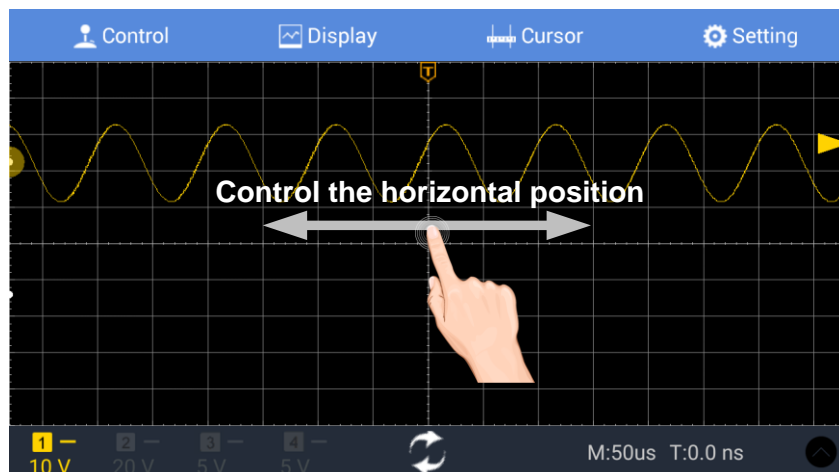 Control Display Cursor Setting
T
Control the horizontal position
1 2 3 4
10 V 20 V 5 V 5 V M:50us T:0.0 ns